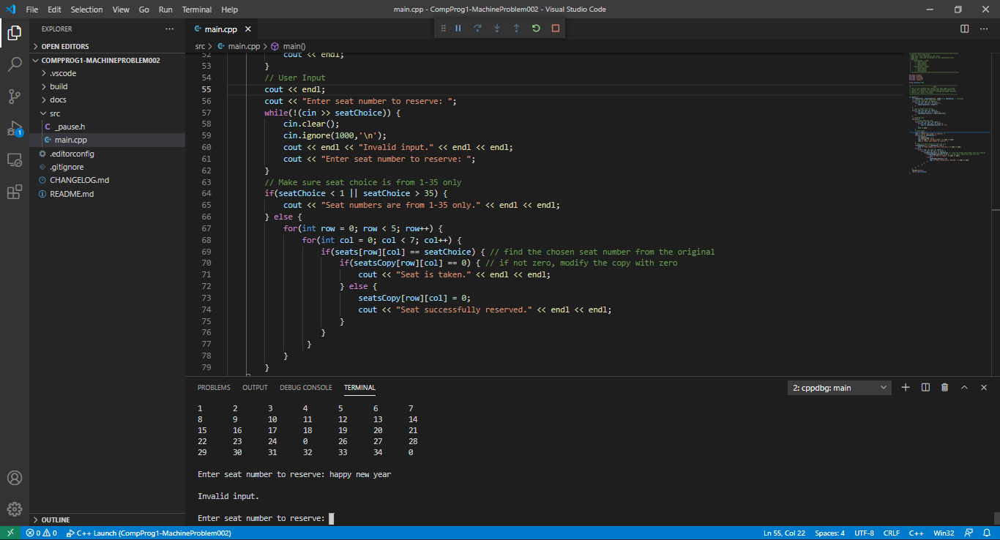 File Edit Selection View Go Run Terminal Help
main.cpp - CompProg1-MachineProblem002 - Visual Studio Code
EXPLORER
main.cpp
OPEN EDITORS
src > main.cpp > main()
COMPPROG1-MACHINEPROBLEM002
.vscode
build
docs
src
_pause.h
main.cpp
.editorconfig
.gitignore
CHANGELOG.md
README.md
OUTLINE
1
52 cout << endl;
53 }
54 // User Input
55 cout << endl;
56 cout << "Enter seat number to reserve: ";
57 while(!(cin >> seatChoice)) {
58 cin.clear();
59 cin.ignore(1000,'\n');
60 cout << endl << "Invalid input." << endl << endl;
61 cout << "Enter seat number to reserve: ";
62 }
63 // Make sure seat choice is from 1-35 only
64 if(seatChoice < 1 || seatChoice > 35) {
65 cout << "Seat numbers are from 1-35 only." << endl << endl;
66 } else {
67 for(int row = 0; row < 5; row++) {
68 for(int col = 0; col < 7; col++) {
69 if(seats[row][col] == seatChoice) { // find the chosen seat number from the original
70 if(seatsCopy[row][col] == 0) { // if not zero, modify the copy with zero
71 cout << "Seat is taken." << endl << endl;
72 } else {
73 seatsCopy[row][col] = 0;
74 cout << "Seat successfully reserved." << endl << endl;
75 }
76 }
77 }
78 }
79 }
PROBLEMS OUTPUT DEBUG CONSOLE TERMINAL
2: cppdbg: main
1 2 3 4 5 6 7
8 9 10 11 12 13 14
15 16 17 18 19 20 21
22 23 24 0 26 27 28
29 30 31 32 33 34 0
Enter seat number to reserve: happy new year
Invalid input.
Enter seat number to reserve:
0 0 C++ Launch (CompProg1-MachineProblem002)
Ln 55, Col 22 Spaces: 4 UTF-8 CRLF C++ Win32